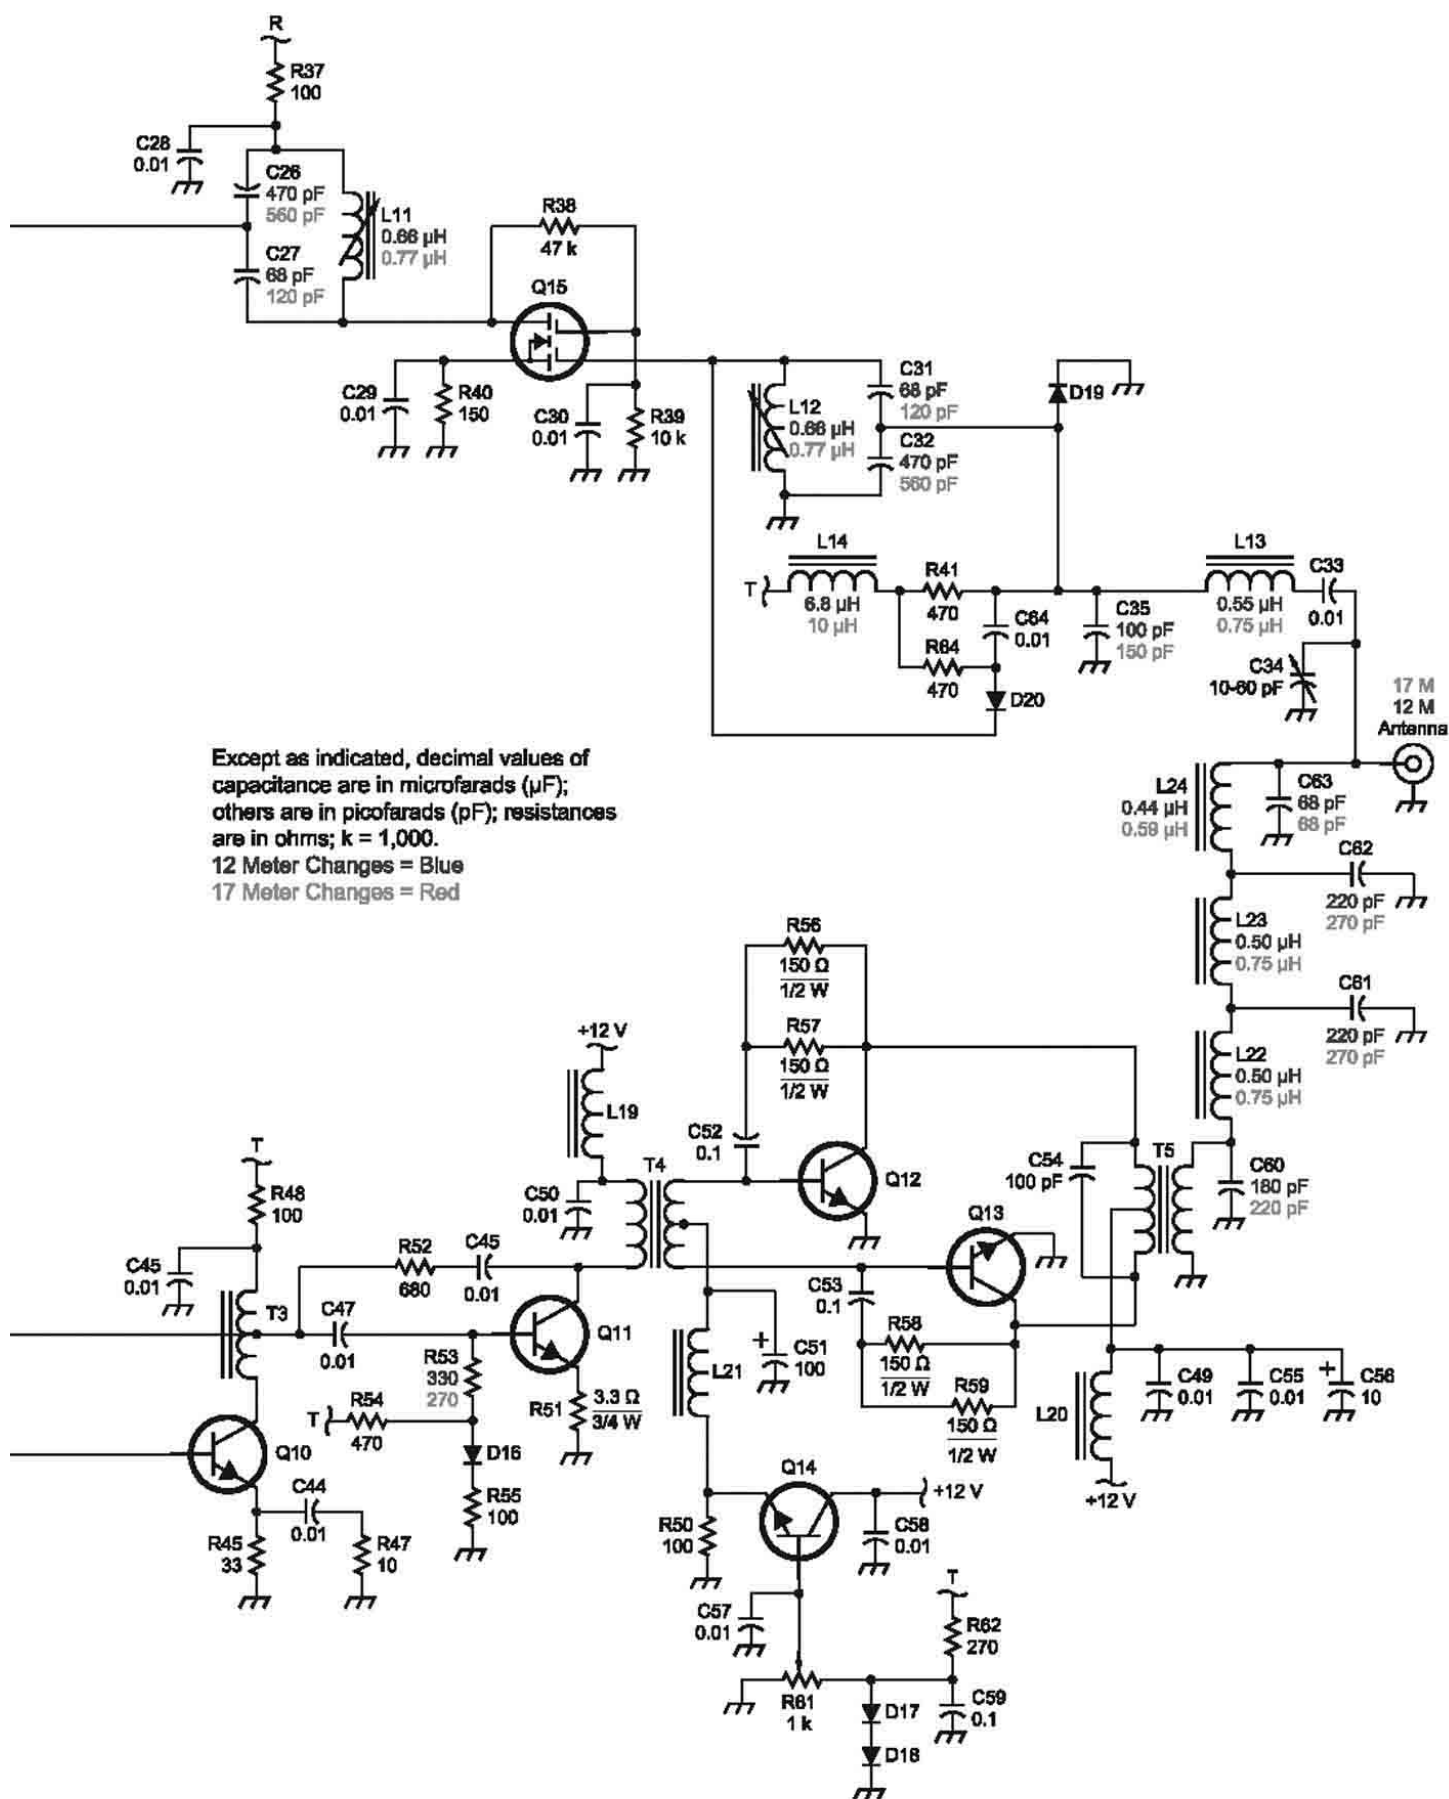 R
R37
100
C28
0.01
C26
470 pF
560 pF
L11
0.66 µH
0.77 µH
C27
68 pF
120 pF
R38
47 k
Q15
C29
0.01
R40
150
C30
0.01
R39
10 k
L12
0.66 µH
0.77 µH
C31
68 pF
120 pF
C32
470 pF
560 pF
D19
L14
T
6.8 µH
10 µH
R41
470
R64
470
C64
0.01
D20
C35
100 pF
150 pF
L13
0.55 µH
0.75 µH
C33
0.01
C34
10-60 pF
17 M
12 M
Antenna
Except as indicated, decimal values of
capacitance are in microfarads (µF);
others are in picofarads (pF); resistances
are in ohms; k = 1,000.
12 Meter Changes = Blue
17 Meter Changes = Red
L24
0.44 µH
0.59 µH
C63
68 pF
68 pF
C62
220 pF
270 pF
L23
0.50 µH
0.75 µH
C61
220 pF
270 pF
L22
0.50 µH
0.75 µH
R56
150 Ω
1/2 W
R57
150 Ω
1/2 W
+12 V
L19
C52
0.1
Q12
C54
100 pF
T5
C60
180 pF
220 pF
T
R48
100
C50
0.01
T4
Q13
C45
0.01
R52
680
C45
0.01
T3
C47
0.01
Q11
C53
0.1
R58
150 Ω
1/2 W
R59
150 Ω
1/2 W
C51
100
+
L21
R53
330
270
R54
T
470
R51
3.3 Ω
3/4 W
D16
R55
100
Q10
C44
0.01
R45
33
R47
10
L20
C49
0.01
C55
0.01
+
C56
10
+12 V
Q14
+12 V
R50
100
C58
0.01
C57
0.01
T
R62
270
R61
1 k
D17
D18
C59
0.1